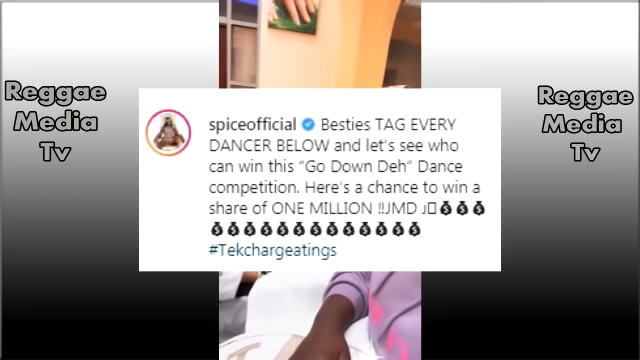 Reggae
Media
Tv
spiceofficial Besties TAG EVERY
DANCER BELOW and let's see who
can win this "Go Down Deh" Dance
competition. Here's a chance to win a
share of ONE MILLION ‼️JMD 💰💰💰
💰💰💰💰💰💰💰💰💰💰💰💰💰
#Tekchargeatings
Reggae
Media
Tv